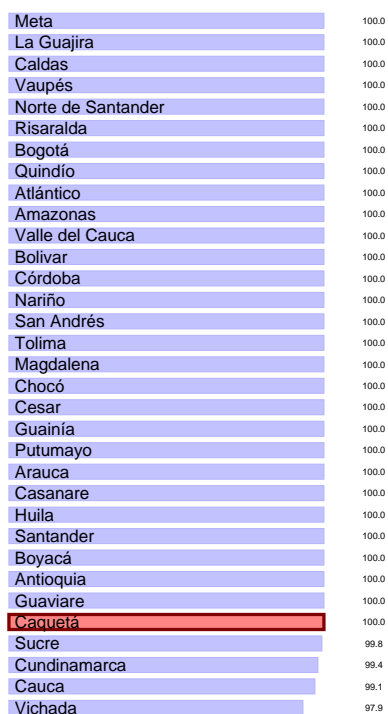 Meta 100.0
La Guajira 100.0
Caldas 100.0
Vaupés 100.0
Norte de Santander 100.0
Risaralda 100.0
Bogotá 100.0
Quindío 100.0
Atlántico 100.0
Amazonas 100.0
Valle del Cauca 100.0
Bolivar 100.0
Córdoba 100.0
Nariño 100.0
San Andrés 100.0
Tolima 100.0
Magdalena 100.0
Chocó 100.0
Cesar 100.0
Guainía 100.0
Putumayo 100.0
Arauca 100.0
Casanare 100.0
Huila 100.0
Santander 100.0
Boyacá 100.0
Antioquia 100.0
Guaviare 100.0
Caquetá 100.0
Sucre 99.8
Cundinamarca 99.4
Cauca 99.1
Vichada 97.9